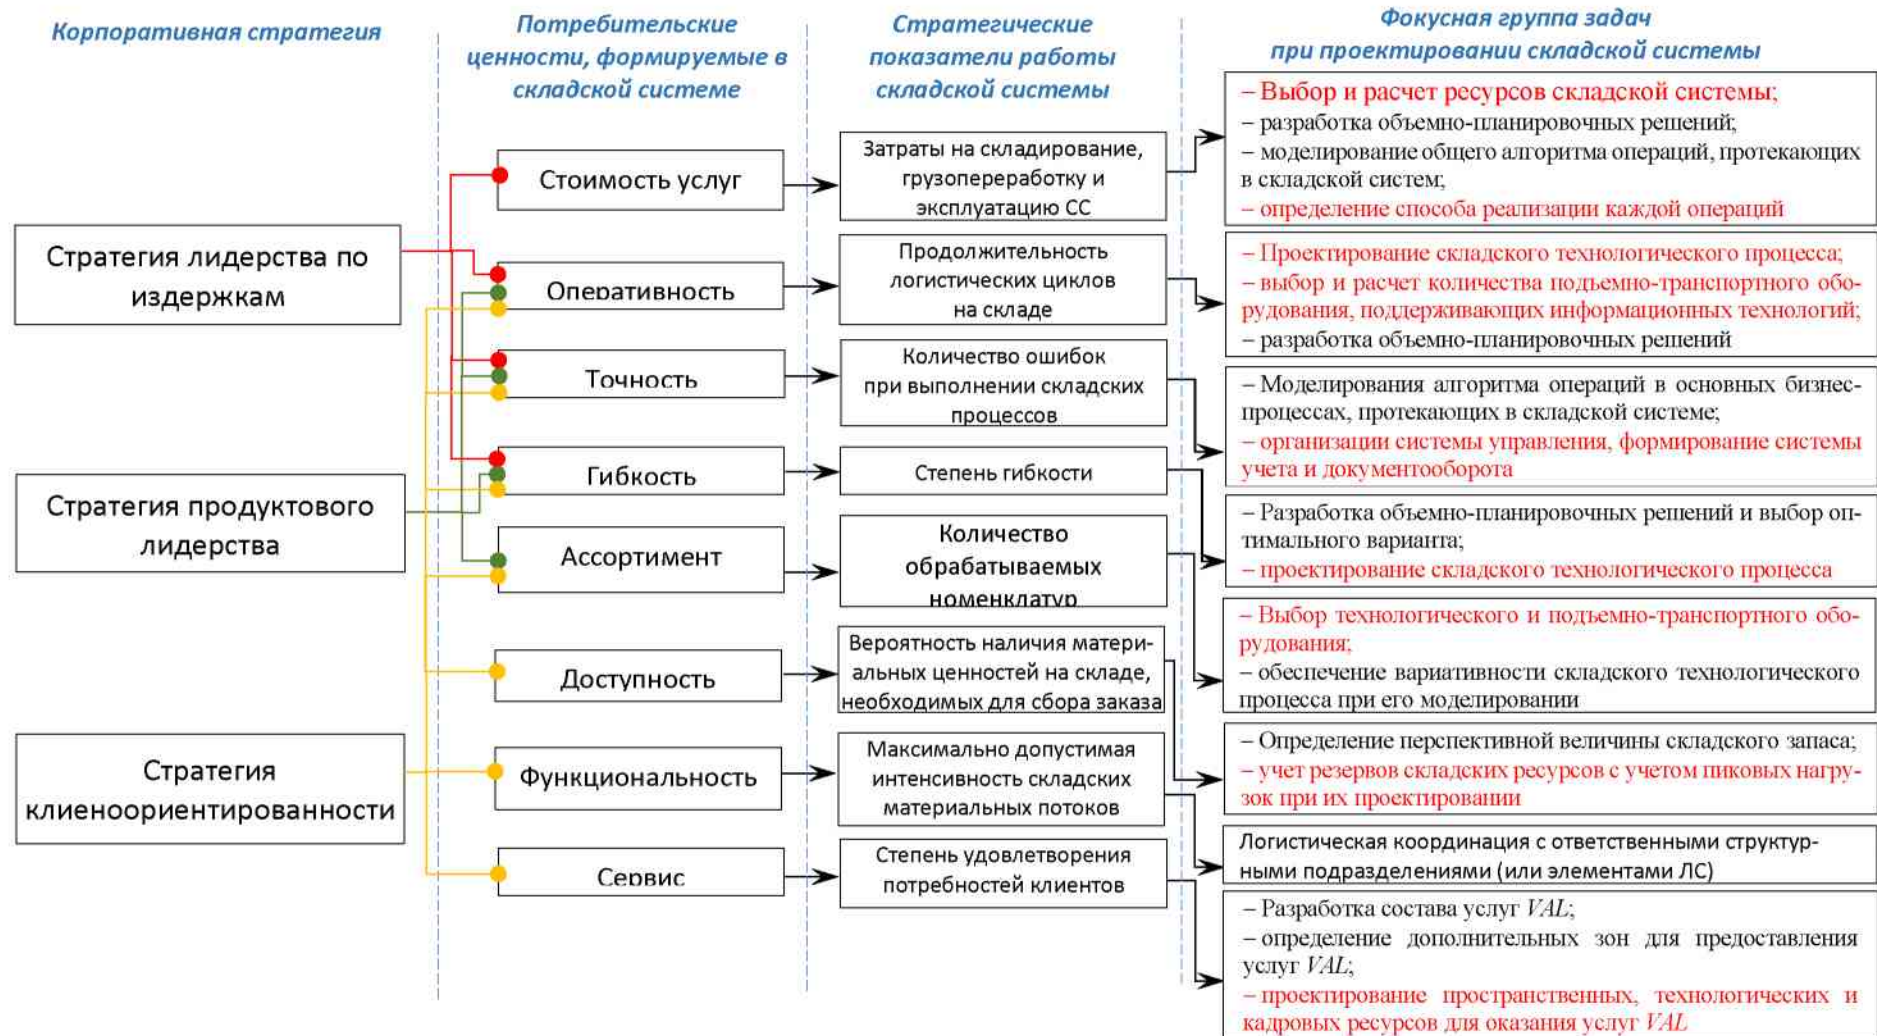 Корпоративная стратегия
Потребительские
ценности, формируемые в
складской системе
Стратегические
показатели работы
складской системы
Фокусная группа задач
при проектировании складской системы
Стратегия лидерства по
издержкам
Стратегия продуктового
лидерства
Стратегия
клиеноориентированности
Стоимость услуг
Оперативность
Точность
Гибкость
Ассортимент
Доступность
Функциональность
Сервис
Затраты на складирование,
грузопереработку и
эксплуатацию СС
Продолжительность
логистических циклов
на складе
Количество ошибок
при выполнении складских
процессов
Степень гибкости
Количество
обрабатываемых
номенклатур
Вероятность наличия матери-
альных ценностей на складе,
необходимых для сбора заказа
Максимально допустимая
интенсивность складских
материальных потоков
Степень удовлетворения
потребностей клиентов
– Выбор и расчет ресурсов складской системы;
– разработка объемно-планировочных решений;
– моделирование общего алгоритма операций, протекающих
в складской систем;
– определение способа реализации каждой операций
– Проектирование складского технологического процесса;
– выбор и расчет количества подъемно-транспортного обо-
рудования, поддерживающих информационных технологий;
– разработка объемно-планировочных решений
– Моделирования алгоритма операций в основных бизнес-
процессах, протекающих в складской системе;
– организации системы управления, формирование системы
учета и документооборота
– Разработка объемно-планировочных решений и выбор оп-
тимального варианта;
– проектирование складского технологического процесса
– Выбор технологического и подъемно-транспортного обо-
рудования;
– обеспечение вариативности складского технологического
процесса при его моделировании
– Определение перспективной величины складского запаса;
– учет резервов складских ресурсов с учетом пиковых нагру-
зок при их проектировании
Логистическая координация с ответственными структур-
ными подразделениями (или элементами ЛС)
– Разработка состава услуг VAL;
– определение дополнительных зон для предоставления
услуг VAL;
– проектирование пространственных, технологических и
кадровых ресурсов для оказания услуг VAL